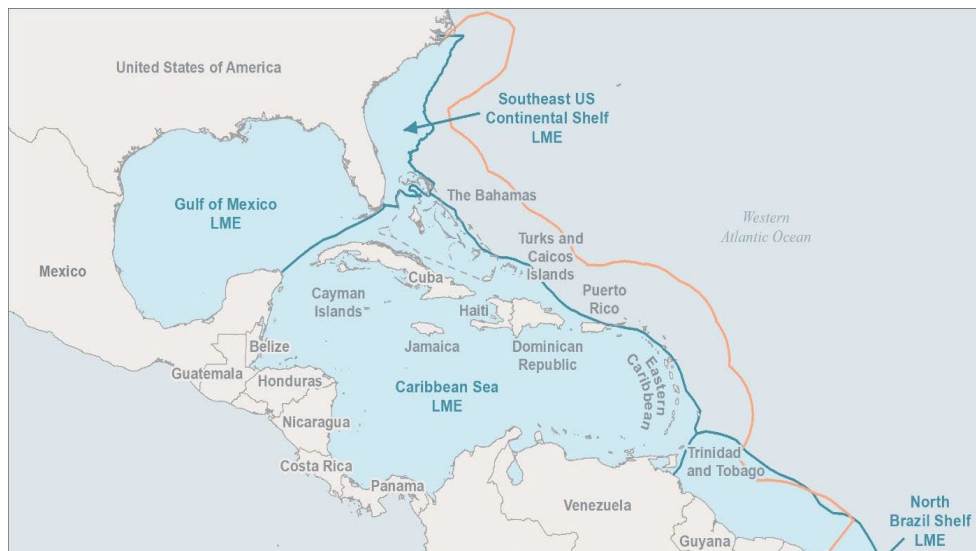 United States of America
Southeast US
Continental Shelf
LME
Gulf of Mexico
LME
The Bahamas
Western
Atlantic Ocean
Mexico
Turks and
Caicos
Islands
Cuba
Cayman
Islands
Puerto
Rico
Haiti
Belize
Jamaica
Dominican
Republic
Guatemala
Honduras
Caribbean Sea
LME
Eastern
Caribbean
Nicaragua
Trinidad
and Tobago
Costa Rica
Panama
Venezuela
North
Brazil Shelf
LME
Guyana